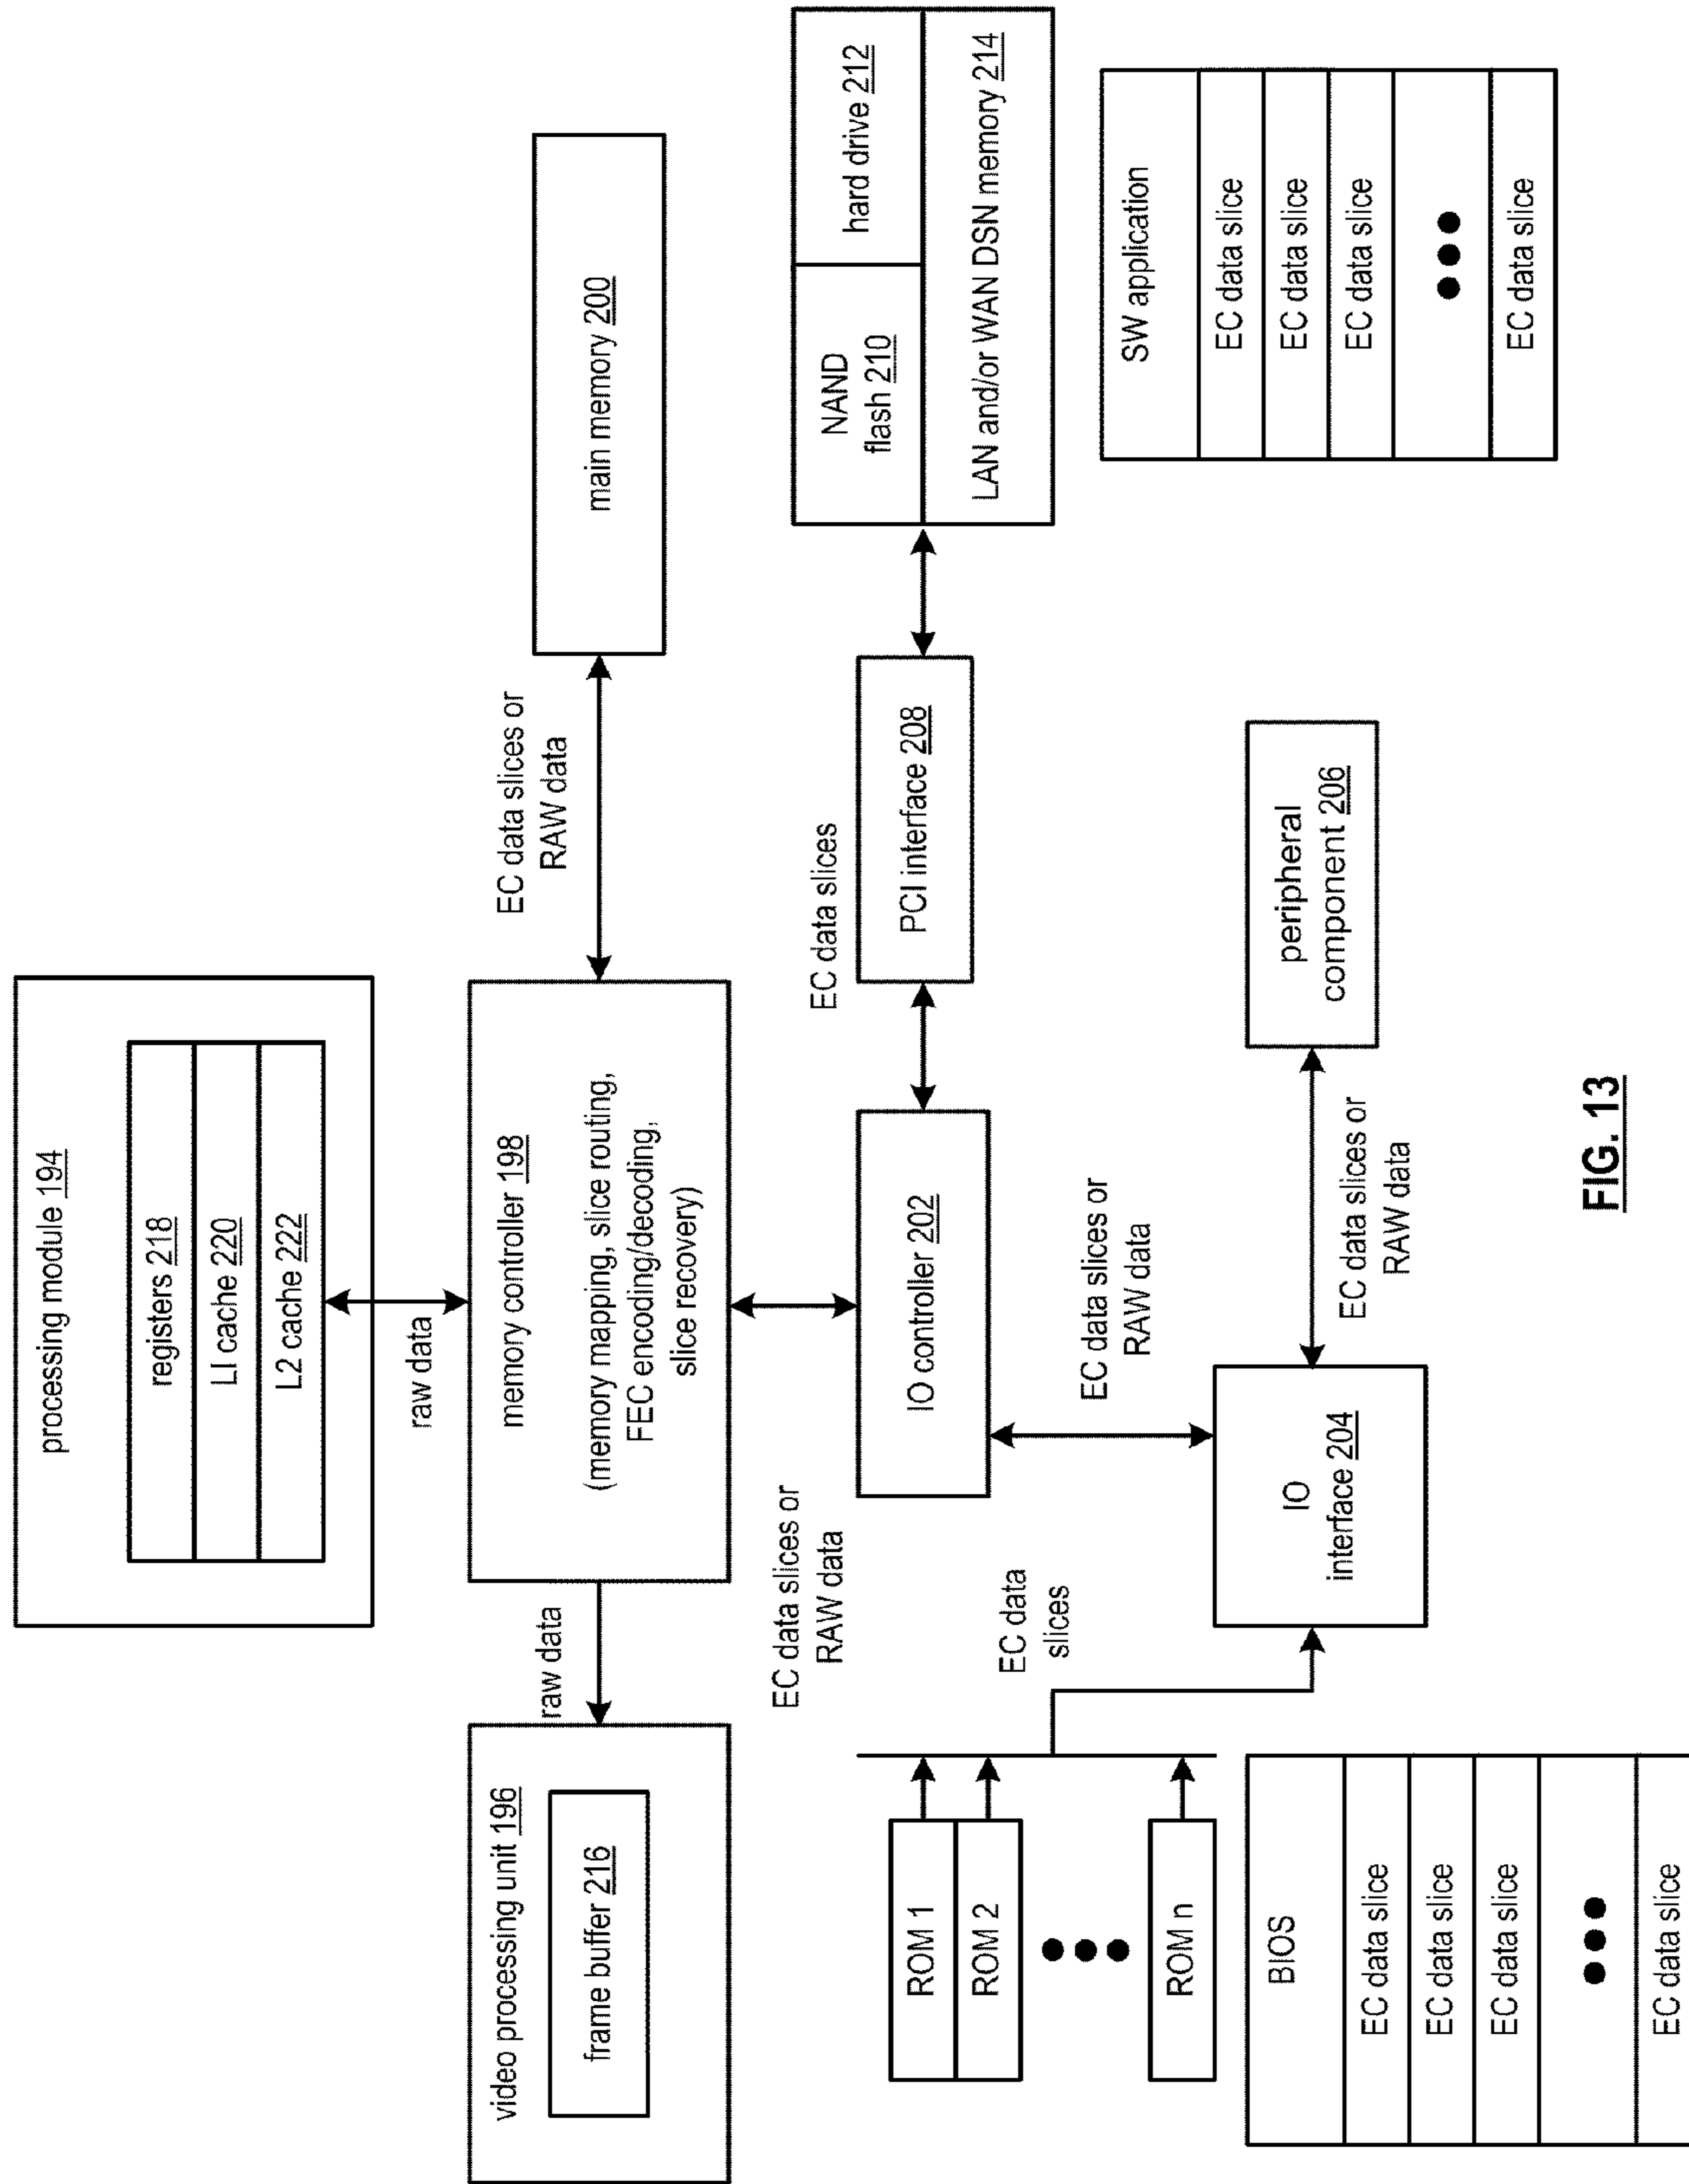 processing module 194
registers 218
LI cache 220
L2 cache 222
raw data
video processing unit 196
frame buffer 216
raw data
memory controller 198
(memory mapping, slice routing,
FEC encoding/decoding,
slice recovery)
EC data slices or
RAW data
main memory 200
EC data slices or
RAW data
IO controller 202
EC data slices
PCI interface 208
NAND
flash 210
hard drive 212
LAN and/or WAN DSN memory 214
ROM 1
ROM 2
ROM n
EC data
slices
EC data slices or
RAW data
IO
interface 204
EC data slices or
RAW data
peripheral
component 206
SW application
EC data slice
EC data slice
EC data slice
EC data slice
BIOS
EC data slice
EC data slice
EC data slice
EC data slice
FIG. 13